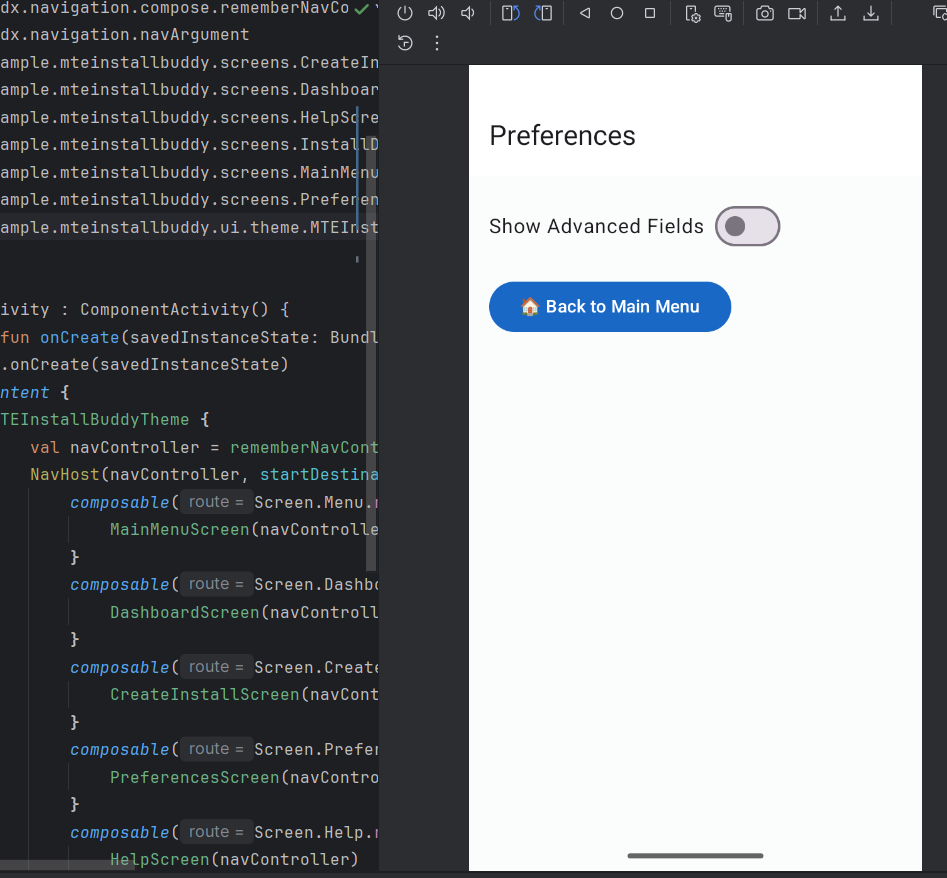 dx.navigation.compose.rememberNavCo
dx.navigation.navArgument
ample.mteinstallbuddy.screens.CreateIn
ample.mteinstallbuddy.screens.Dashboar
ample.mteinstallbuddy.screens.HelpScre
ample.mteinstallbuddy.screens.InstallD
ample.mteinstallbuddy.screens.MainMenu
ample.mteinstallbuddy.screens.Preferen
ample.mteinstallbuddy.ui.theme.MTEInst
ivity : ComponentActivity() {
fun onCreate(savedInstanceState: Bundl
.onCreate(savedInstanceState)
ntent {
TEInstallBuddyTheme {
val navController = rememberNavCont
NavHost(navController, startDestina
composable( route = Screen.Menu.r
MainMenuScreen(navControlle
}
composable( route = Screen.Dashbo
DashboardScreen(navControll
}
composable( route = Screen.Create
CreateInstallScreen(navCont
}
composable( route = Screen.Prefer
PreferencesScreen(navContro
}
composable( route = Screen.Help.r
HelpScreen(navController)
Preferences
Show Advanced Fields
🏠 Back to Main Menu